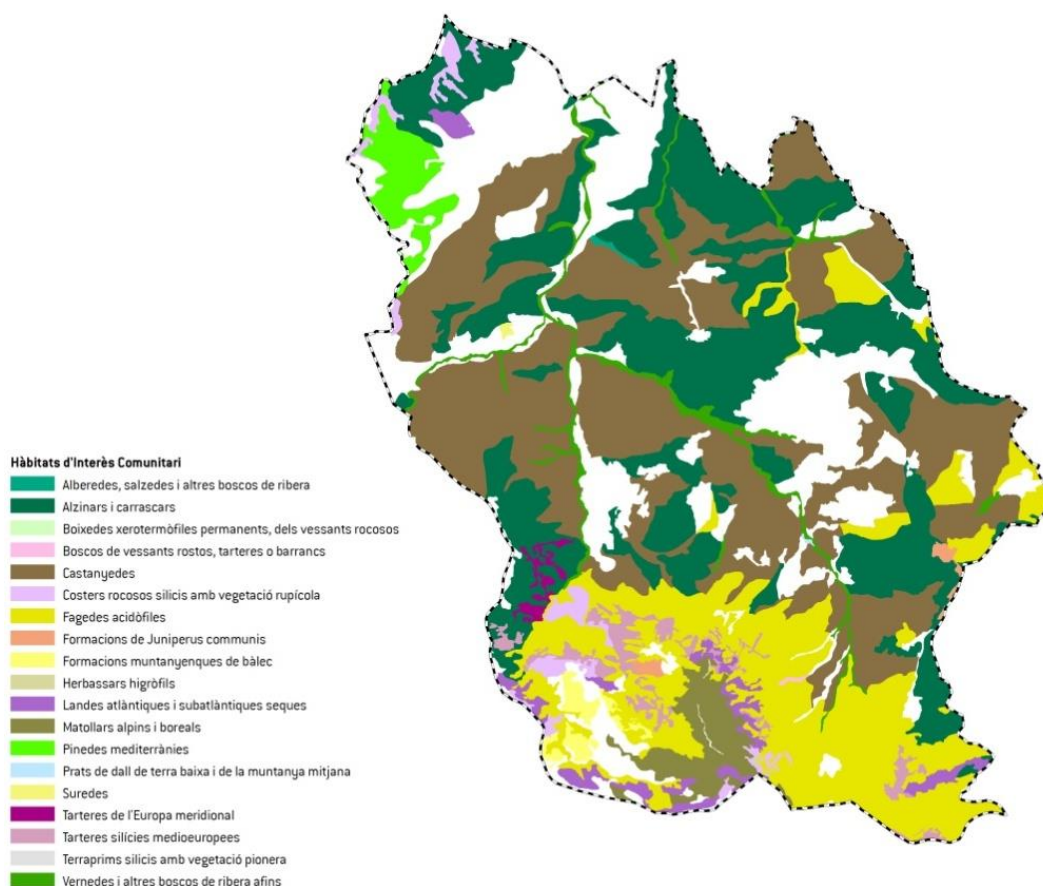 Hàbitats d'Interès Comunitari
Alberedes, salzedes i altres boscos de ribera
Alzinars i carrascars
Boixedes xerotermòfiles permanents, dels vessants rocosos
Boscos de vessants rostos, tarteres o barrancs
Castanyedes
Costers rocosos silicis amb vegetació rupícola
Fagedes acidòfiles
Formacions de Juniperus communis
Formacions muntanyenques de bàlec
Herbassars higròfils
Landes atlàntiques i subatlàntiques seques
Matollars alpins i boreals
Pinedes mediterrànies
Prats de dall de terra baixa i de la muntanya mitjana
Suredes
Tarteres de l'Europa meridional
Tarteres silícies medioeuropees
Terraprims silicis amb vegetació pionera
Vernedes i altres boscos de ribera afins